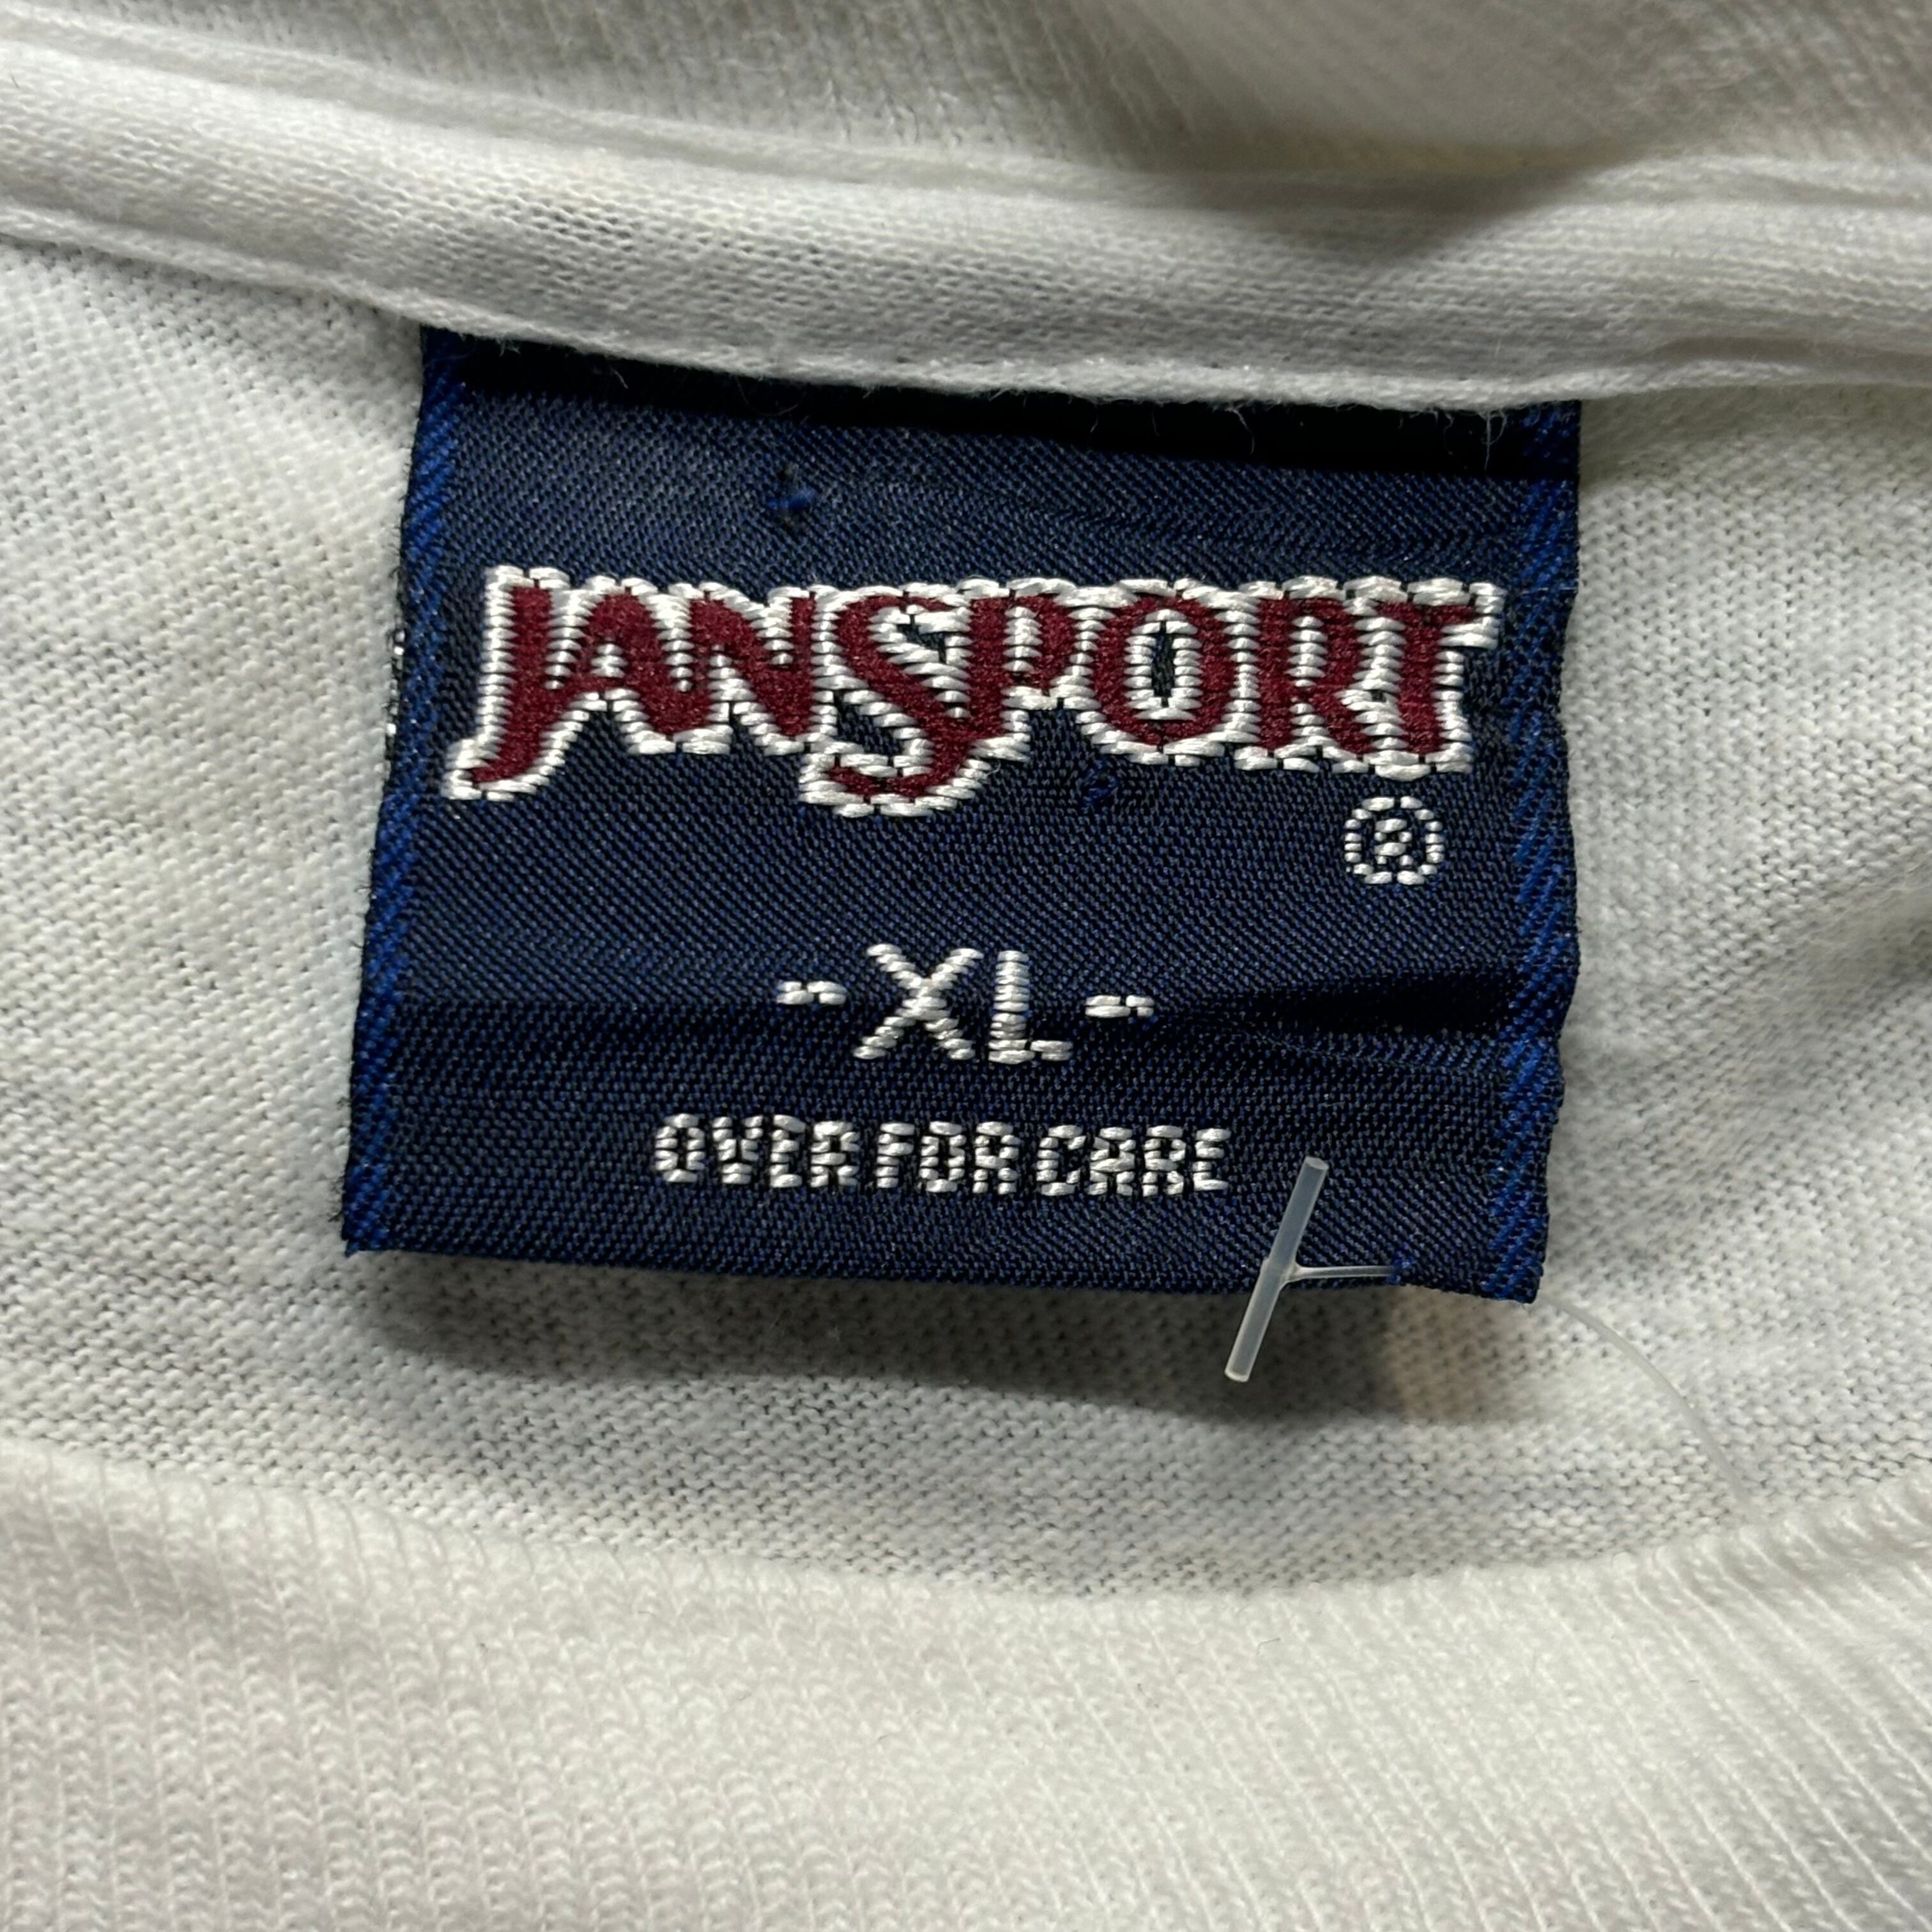 JANSPORT
®
-XL-
OVER FOR CARE